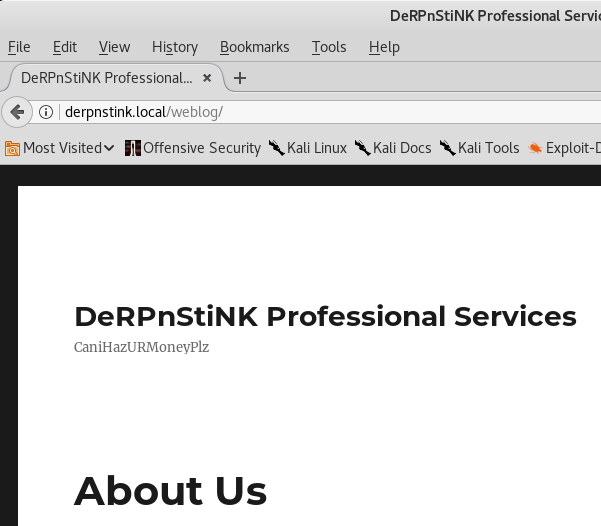 DeRPnStiNK Professional Servic
File Edit View History Bookmarks Tools Help
DeRPnStiNK Professional...
derpnstink.local/weblog/
Most Visited Offensive Security Kali Linux Kali Docs Kali Tools Exploit-D
DeRPnStiNK Professional Services
CaniHazURMoneyPlz
About Us